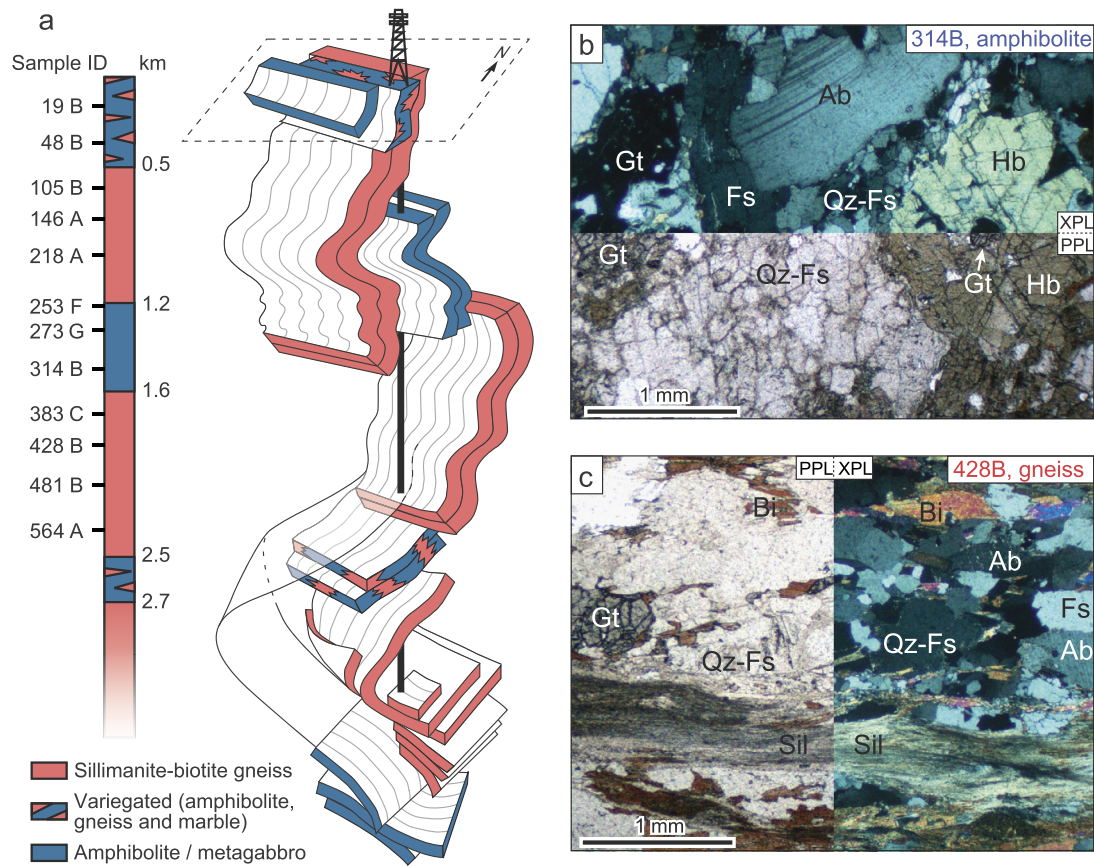 a
Sample ID km
19 B
48 B
0.5
105 B
146 A
218 A
253 F
1.2
273 G
314 B
1.6
383 C
428 B
481 B
564 A
2.5
2.7
N
Sillimanite-biotite gneiss
Variegated (amphibolite,
gneiss and marble)
Amphibolite / metagabbro
b
314B, amphibolite
Ab
Gt
Hb
Fs
Qz-Fs
XPL
PPL
Gt
Qz-Fs
Gt
Hb
1 mm
c
PPL XPL
428B, gneiss
Bi
Bi
Ab
Gt
Fs
Qz-Fs
Qz-Fs
Ab
Sil
Sil
1 mm